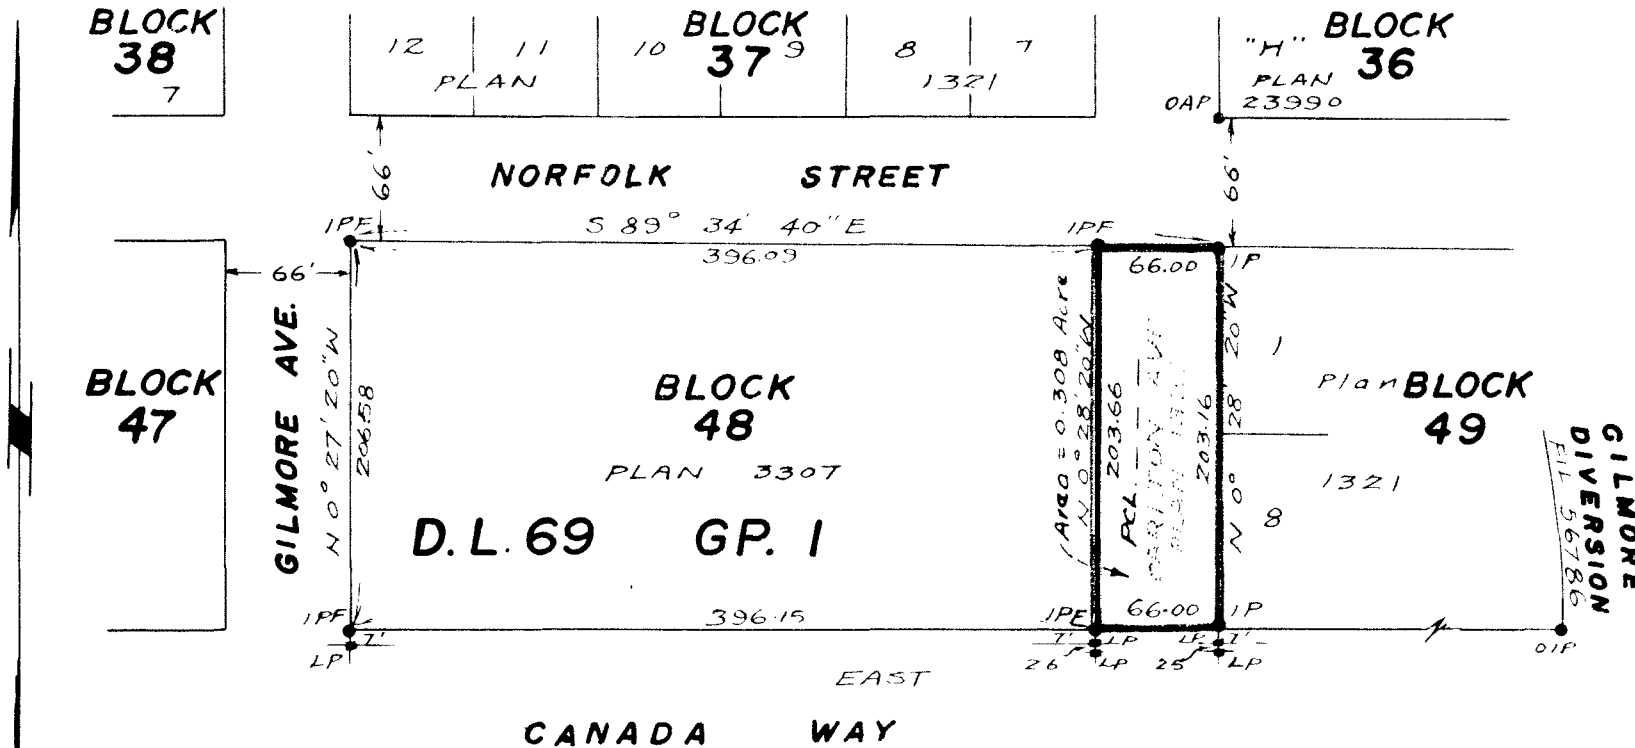 BLOCK
38
7
12
11
10
BLOCK
37
9
8
7
PLAN
1321
"H"
BLOCK
36
PLAN
23990
OAP
66'
NORFOLK STREET
66'
IPF
S 89° 34' 40" E
396.09
IPF
66.00
IP
66'
GILMORE AVE.
N 0° 27' 20" W
206.58
BLOCK
47
BLOCK
48
PLAN 3307
D.L. 69 GP. 1
(Area = 0.308 Acre
N 0° 28' 20" W
203.66
PCL
203.16
N 0° 28' 20" W
1
Plan
BLOCK
49
1321
8
GILMORE
DIVERSION
56786
IPF
396.15
66.00
IP
7'
LP
7'
LP
LP
7'
26
LP
25
LP
OIP
EAST
CANADA WAY